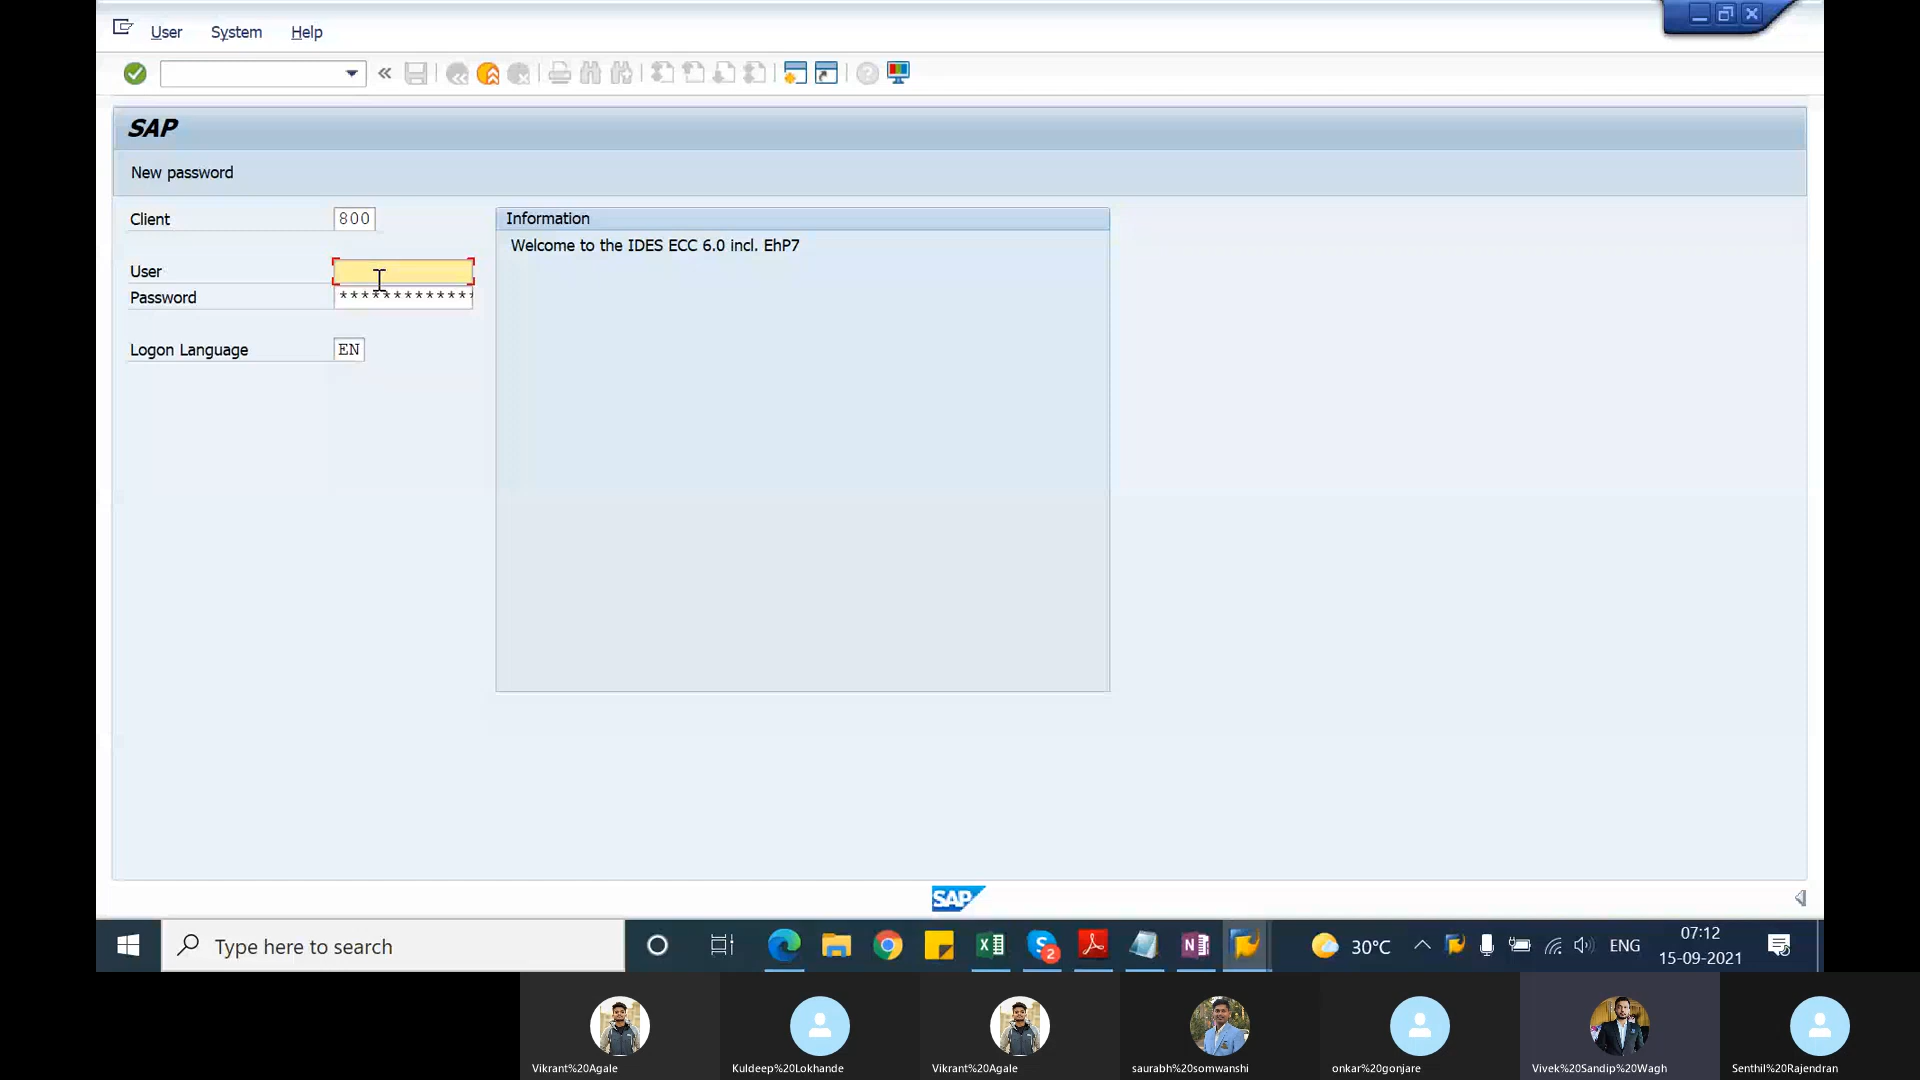 User System Help
SAP
New password
Client 800
Information
Welcome to the IDES ECC 6.0 incl. EhP7
User
Password *************
Logon Language EN
SAP
Type here to search
2
30°C
ENG
07:12
15-09-2021
Vikrant%20Agale
Kuldeep%20Lokhande
Vikrant%20Agale
saurabh%20somwanshi
onkar%20gonjare
Vivek%20Sandip%20Wagh
Senthil%20Rajendran